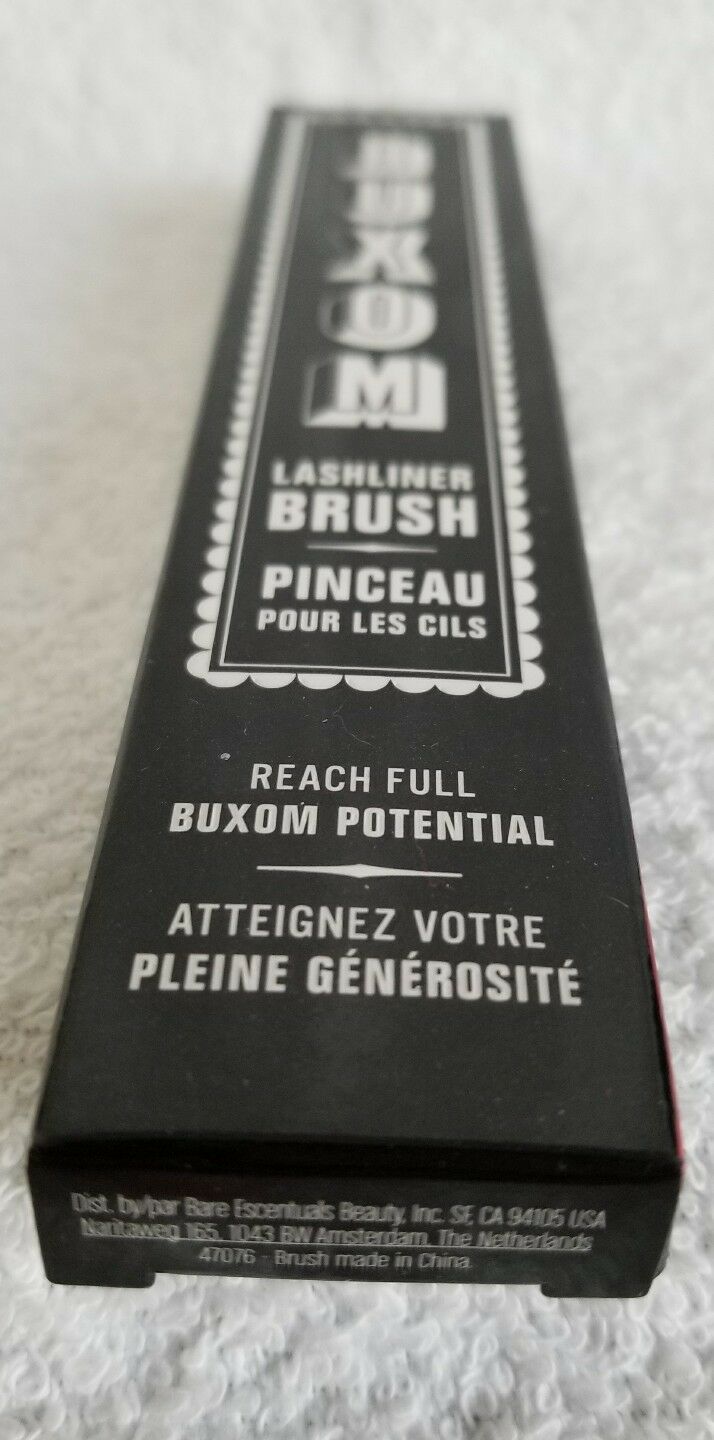 BUXOM
LASHLINER
BRUSH
PINCEAU
POUR LES CILS
REACH FULL
BUXOM POTENTIAL
ATTEIGNEZ VOTRE
PLEINE GÉNÉROSITÉ
Dist. by/par Bare Escentuals Beauty, Inc. SF, CA 94105 USA
Naritaweg 165, 1043 BW Amsterdam, The Netherlands
47076 - Brush made in China.